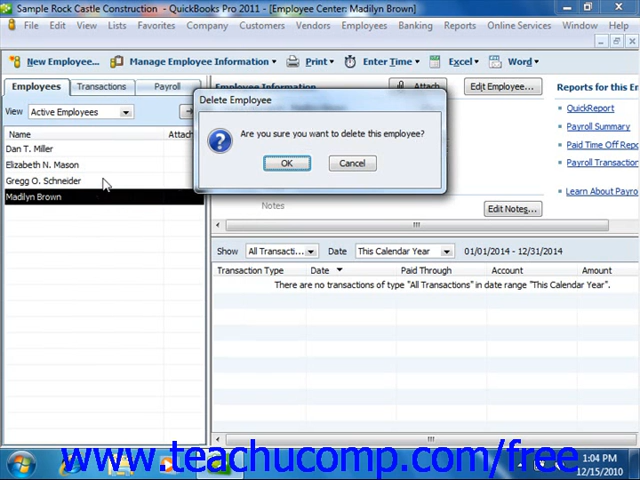 Sample Rock Castle Construction - QuickBooks Pro 2011 - [Employee Center: Madilyn Brown]
File Edit View Lists Favorites Company Customers Vendors Employees Banking Reports Online Services Window Help
New Employee... Manage Employee Information Print Enter Time Excel Word
Employees Transactions Payroll
Employee Information Attach Edit Employee... Reports for this
View Active Employees
Name Attach
Dan T. Miller
Elizabeth N. Mason
Gregg O. Schneider
Madilyn Brown
Delete Employee
Are you sure you want to delete this employee?
OK Cancel
QuickReport
Payroll Summary
Paid Time Off Repo
Payroll Transaction
Learn About Payro
Notes Edit Notes...
Show All Transacti... Date This Calendar Year 01/01/2014 - 12/31/2014
Transaction Type Date Paid Through Account Amount
There are no transactions of type "All Transactions" in date range "This Calendar Year".
www.teachucomp.com/free
1:04 PM
12/15/2010